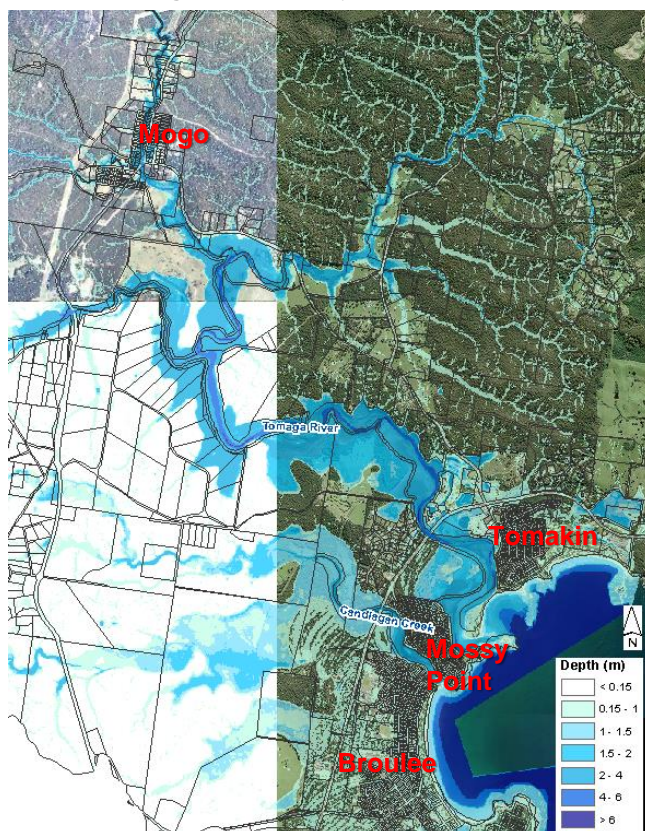 Mogo
Tomaga River
Tomakin
Candlagan Creek
Mossy
Point
Broulee
N
Depth (m)
< 0.15
0.15 - 1
1 - 1.5
1.5 - 2
2 - 4
4 - 6
> 6